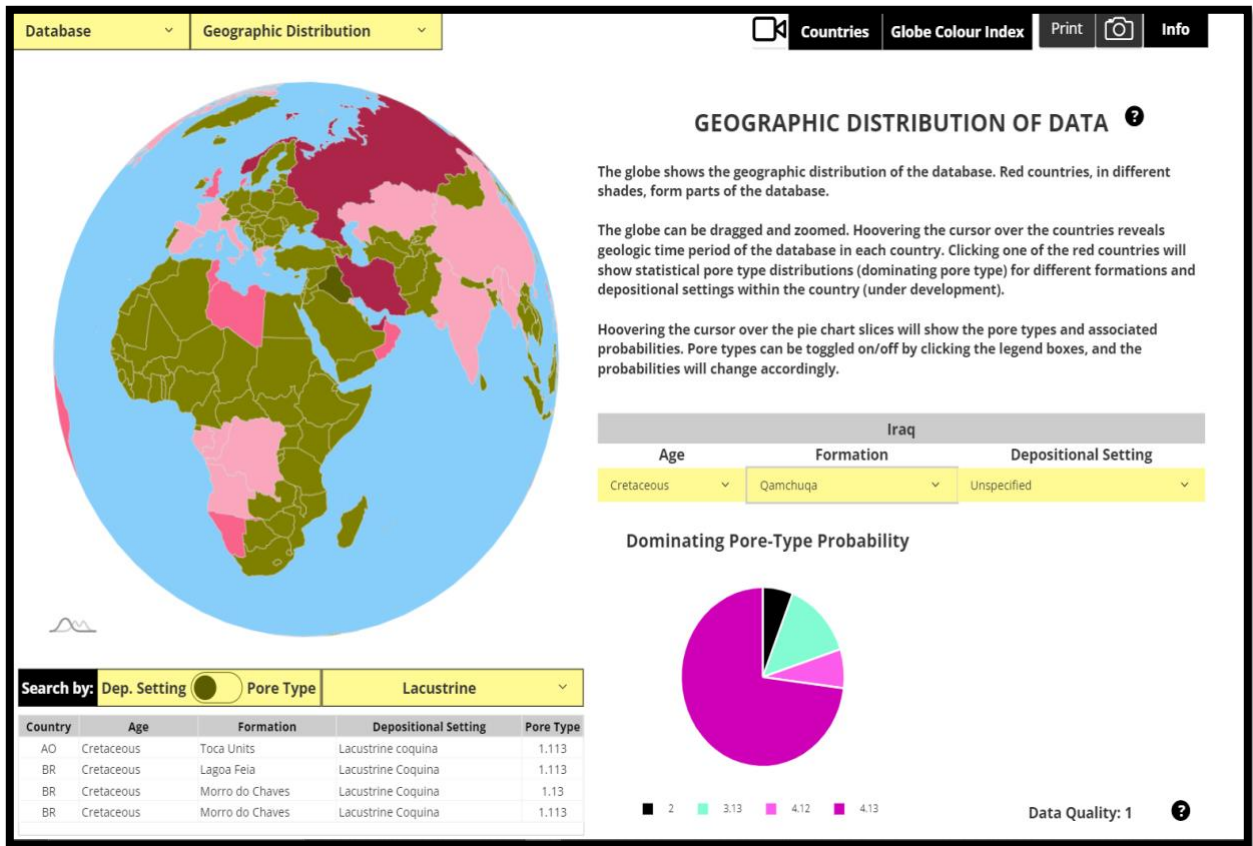 Database
Geographic Distribution
Countries
Globe Colour Index
Print
Info
GEOGRAPHIC DISTRIBUTION OF DATA ?
The globe shows the geographic distribution of the database. Red countries, in different
shades, form parts of the database.
The globe can be dragged and zoomed. Hoovering the cursor over the countries reveals
geologic time period of the database in each country. Clicking one of the red countries will
show statistical pore type distributions (dominating pore type) for different formations and
depositional settings within the country (under development).
Hoovering the cursor over the pie chart slices will show the pore types and associated
probabilities. Pore types can be toggled on/off by clicking the legend boxes, and the
probabilities will change accordingly.
Iraq
Age Formation Depositional Setting
Cretaceous Qamchuqa Unspecified
Dominating Pore-Type Probability
2 3.13 4.12 4.13
Data Quality: 1 ?
Search by: Dep. Setting Pore Type Lacustrine
Country Age Formation Depositional Setting Pore Type
AO Cretaceous Toca Units Lacustrine coquina 1.113
BR Cretaceous Lagoa Feia Lacustrine Coquina 1.113
BR Cretaceous Morro do Chaves Lacustrine Coquina 1.13
BR Cretaceous Morro do Chaves Lacustrine Coquina 1.113